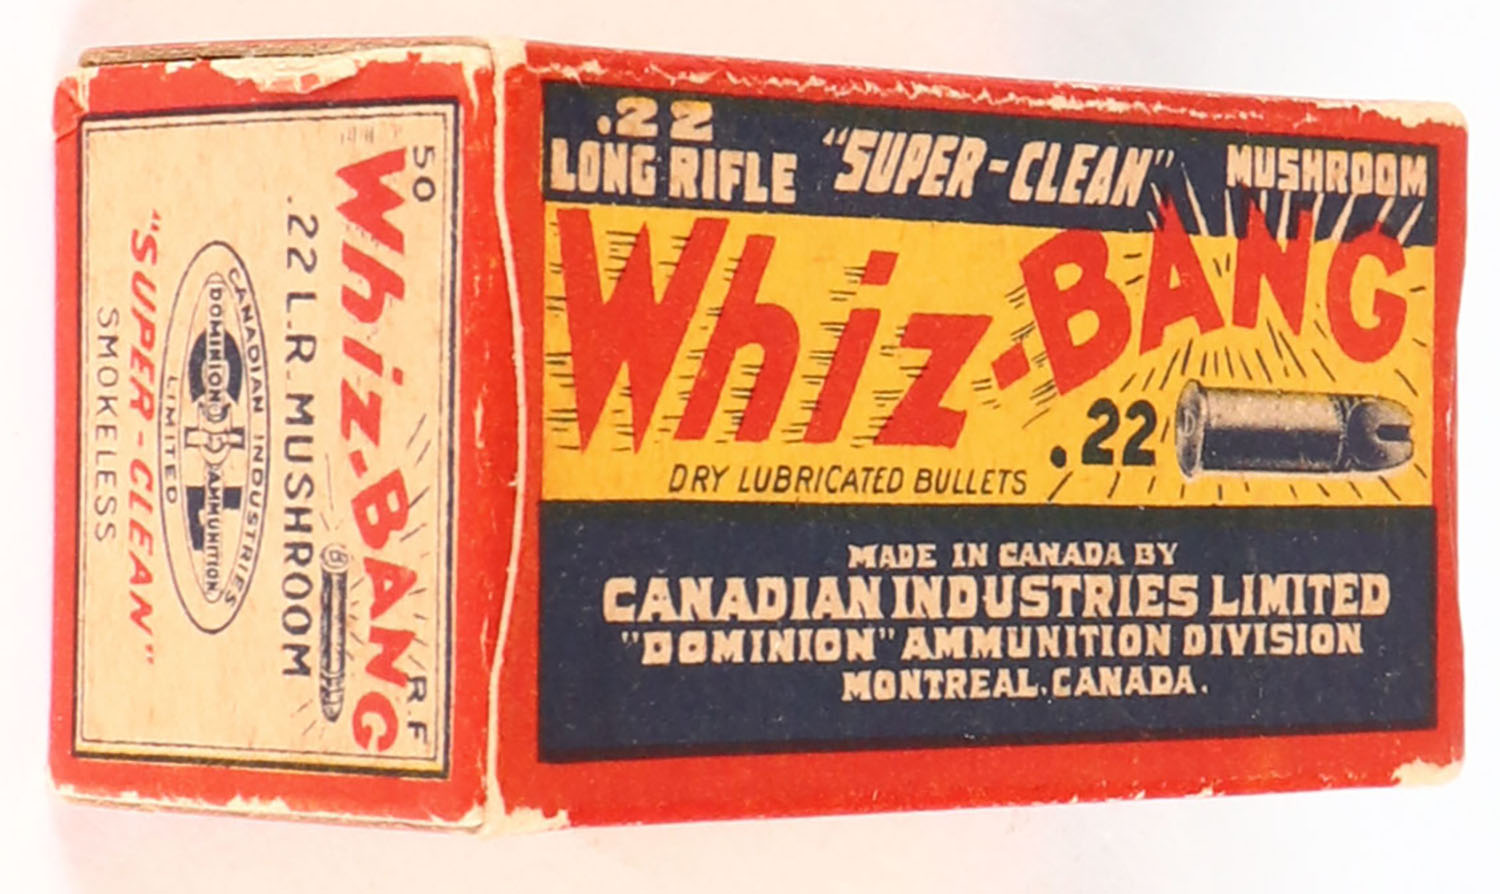 .22
LONG RIFLE
"SUPER-CLEAN"
MUSHROOM
Whiz-BANG
.22
DRY LUBRICATED BULLETS
MADE IN CANADA BY
CANADIAN INDUSTRIES LIMITED
"DOMINION" AMMUNITION DIVISION
MONTREAL, CANADA.
50 R.F
Whiz-BANG
.22 L.R. MUSHROOM
CANADIAN INDUSTRIES
DOMINION AMMUNITION
LIMITED
"SUPER-CLEAN"
SMOKELESS